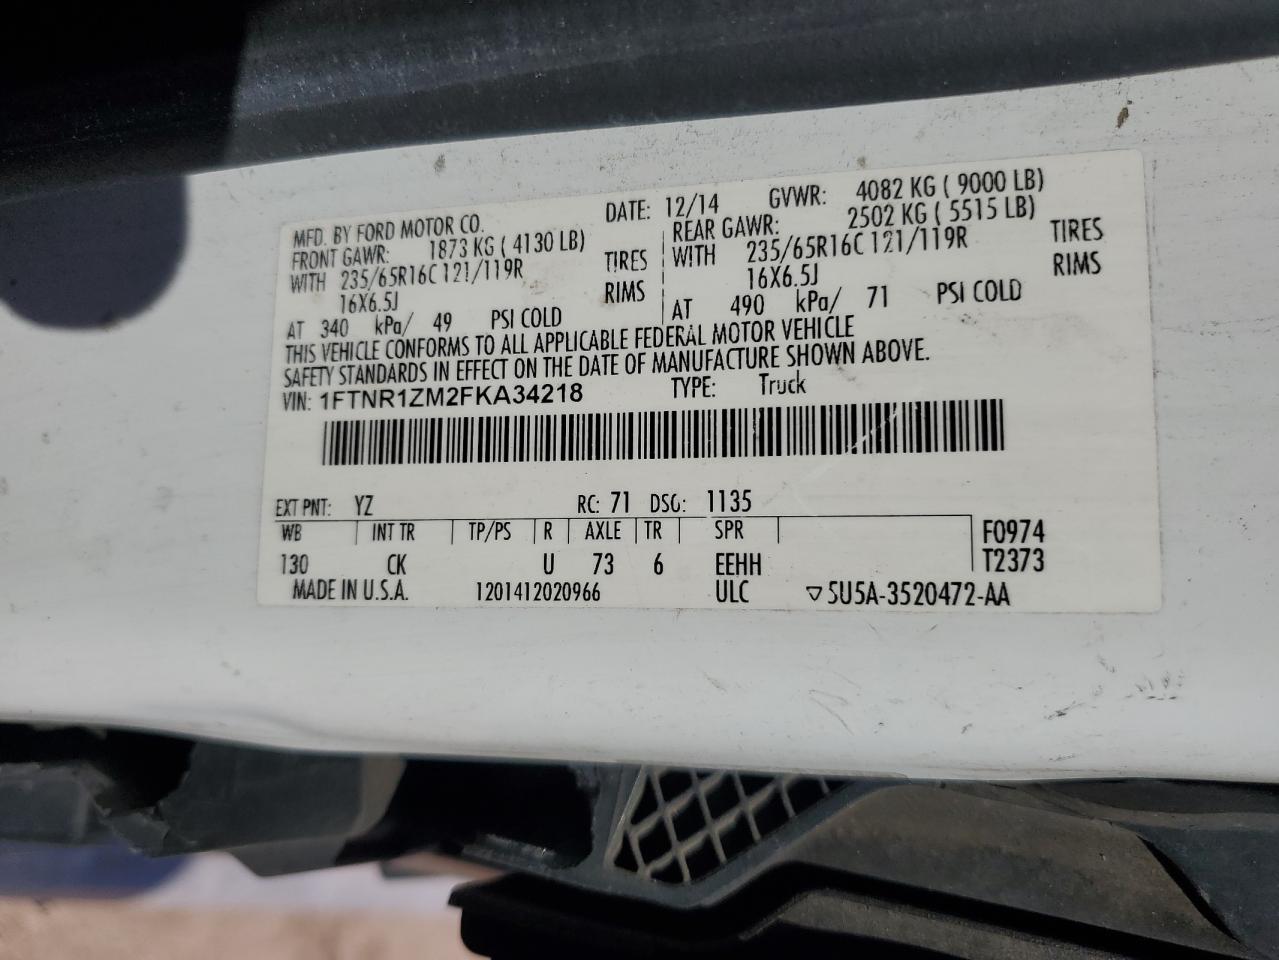 MFD. BY FORD MOTOR CO. DATE: 12/14 GVWR: 4082 KG ( 9000 LB)
FRONT GAWR: 1873 KG ( 4130 LB) REAR GAWR: 2502 KG ( 5515 LB)
WITH 235/65R16C 121/119R TIRES WITH 235/65R16C 121/119R TIRES
16X6.5J RIMS 16X6.5J RIMS
AT 340 kPa/ 49 PSI COLD AT 490 kPa/ 71 PSI COLD
THIS VEHICLE CONFORMS TO ALL APPLICABLE FEDERAL MOTOR VEHICLE
SAFETY STANDARDS IN EFFECT ON THE DATE OF MANUFACTURE SHOWN ABOVE.
VIN: 1FTNR1ZM2FKA34218 TYPE: Truck
EXT PNT: YZ RC: 71 DSO: 1135
WB INT TR TP/PS R AXLE TR SPR F0974
130 CK U 73 6 EEHH T2373
MADE IN U.S.A. 1201412020966 ULC ▽5U5A-3520472-AA